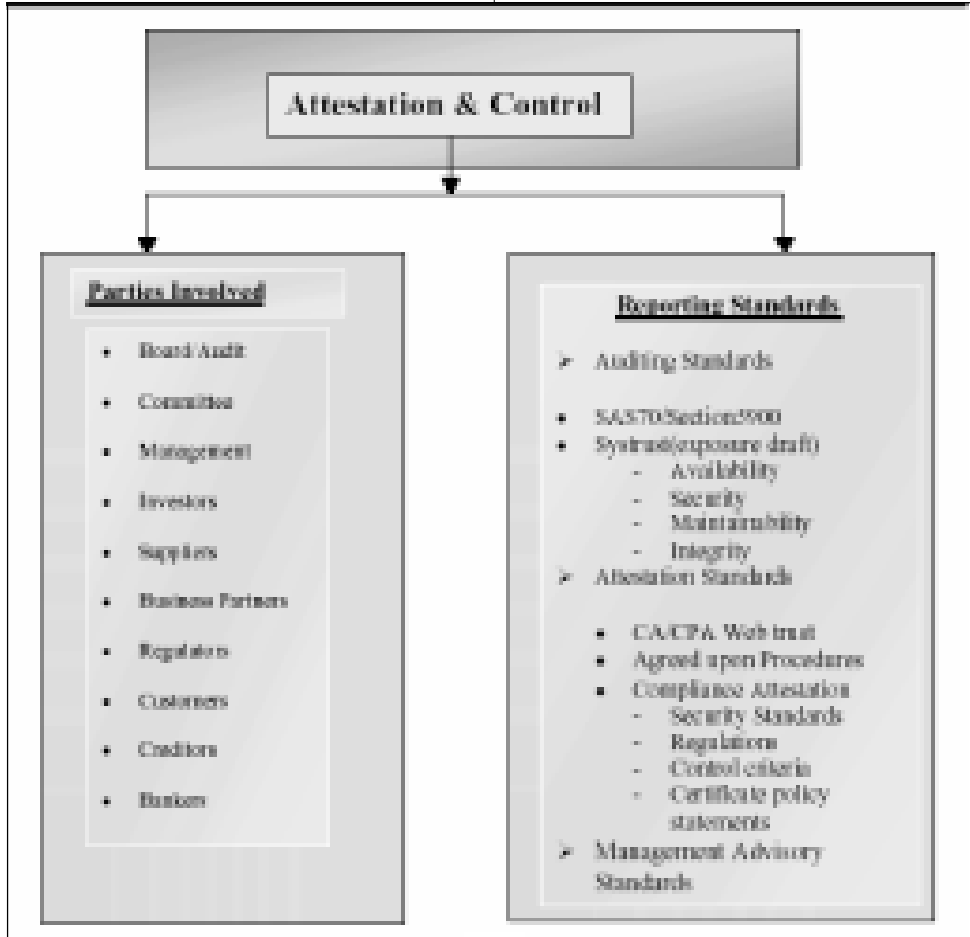 Attestation & Control
Parties Involved
• Board/Audit
• Committee
• Management
• Investors
• Suppliers
• Business Partners
• Regulators
• Customers
• Creditors
• Bankers
Reporting Standards
➢ Auditing Standards
• SAS70/Section5900
• Systrust(exposure draft)
- Availability
- Security
- Maintainability
- Integrity
➢ Attestation Standards
• CA/CPA Web trust
• Agreed upon Procedures
• Compliance Attestation
- Security Standards
- Regulations
- Control criteria
- Certificate policy
statements
➢ Management Advisory
Standards